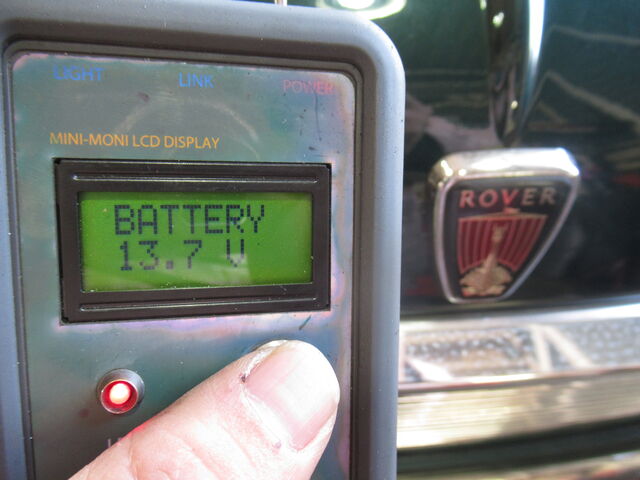 LIGHT LINK POWER
MINI-MONI LCD DISPLAY
BATTERY
13.7 V
ROVER